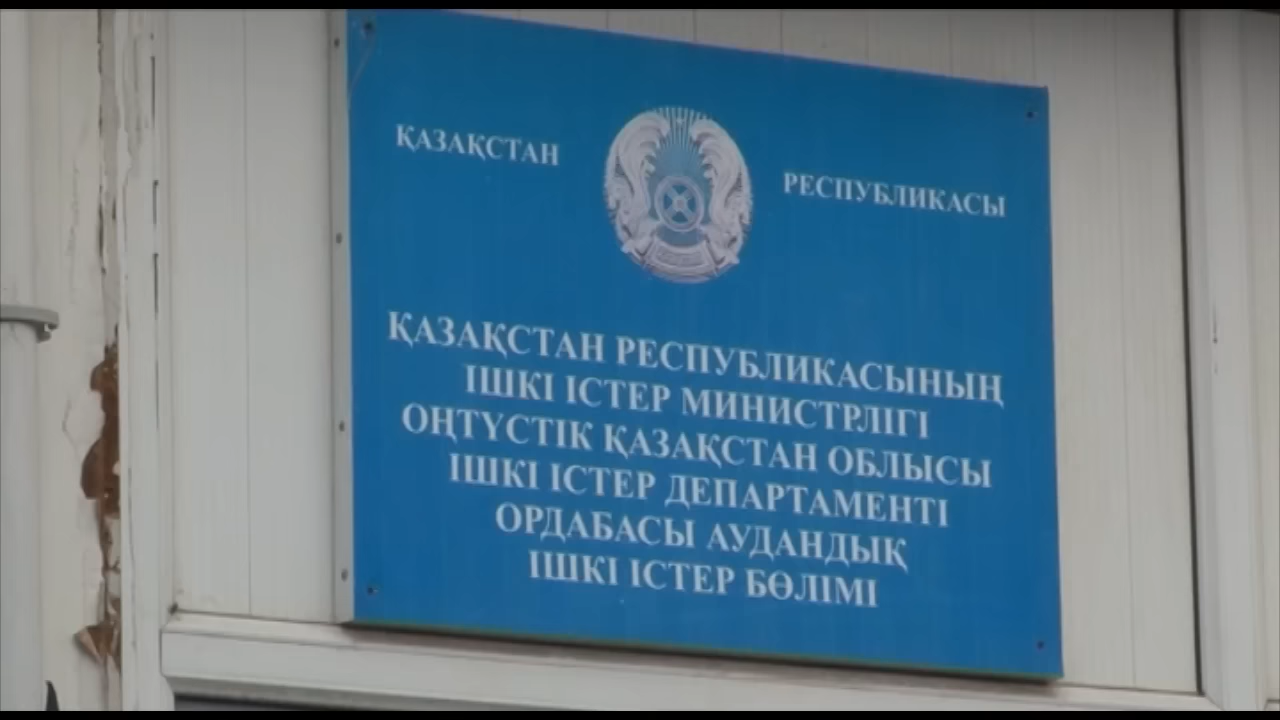 ҚАЗАҚСТАН РЕСПУБЛИКАСЫ
ҚАЗАҚСТАН РЕСПУБЛИКАСЫНЫҢ
ІШКІ ІСТЕР МИНИСТРЛІГІ
ОҢТҮСТІК ҚАЗАҚСТАН ОБЛЫСЫ
ІШКІ ІСТЕР ДЕПАРТАМЕНТІ
ОРДАБАСЫ АУДАНДЫҚ
ІШКІ ІСТЕР БӨЛІМІ